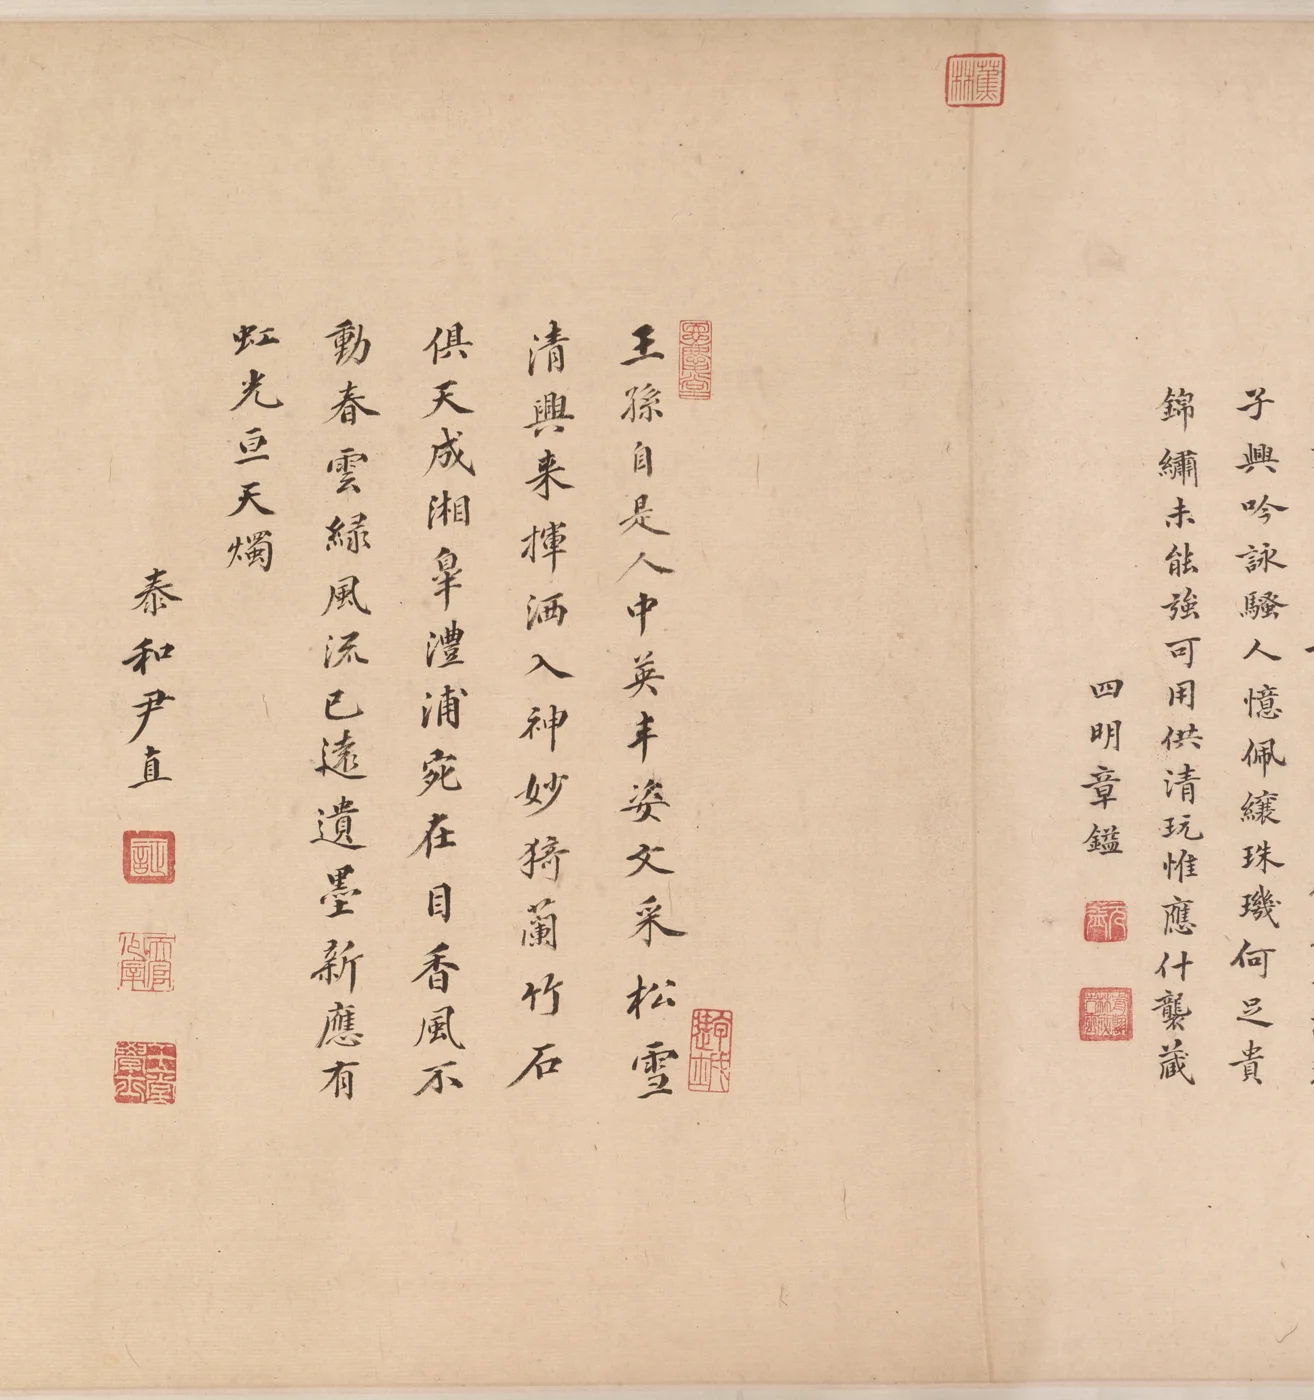 子興吟詠騷人憶佩纕珠璣何足貴
錦繡未能強可用供清玩惟應什襲藏
四明章鎰
王孫自是人中英丰姿文采松雪
清興来揮洒入神妙猗蘭竹石
俱天成湘皐澧浦宛在目香風不
動春雲緑風流已遠遺墨新應有
虹光亘天燭
泰和尹直
蕉林